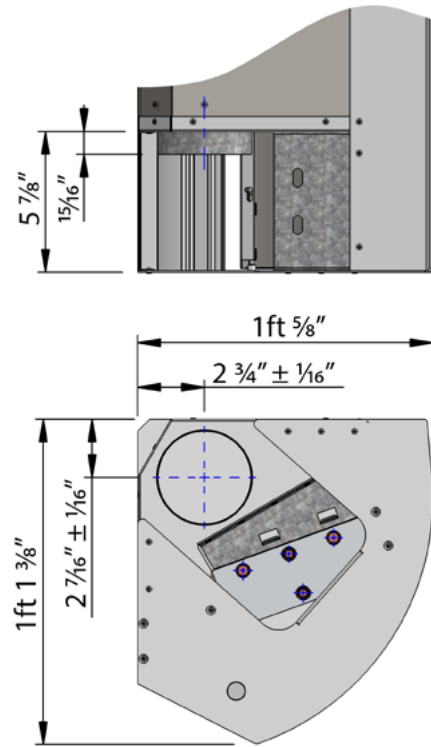 5 ⅞"
15/16"
1ft ⅝"
2 ¾" ± 1/16"
2 7/16" ± 1/16"
1ft 1 ⅜"